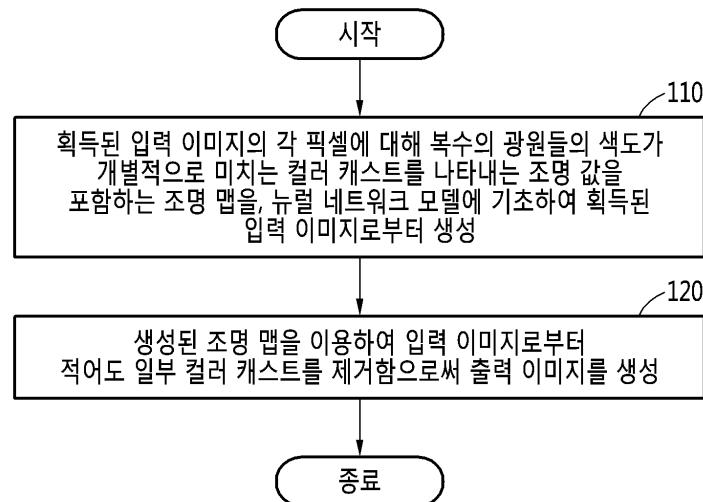 시작
110
획득된 입력 이미지의 각 픽셀에 대해 복수의 광원들의 색도가
개별적으로 미치는 컬러 캐스트를 나타내는 조명 값을
포함하는 조명 맵을, 뉴럴 네트워크 모델에 기초하여 획득된
입력 이미지로부터 생성
120
생성된 조명 맵을 이용하여 입력 이미지로부터
적어도 일부 컬러 캐스트를 제거함으로써 출력 이미지를 생성
종료